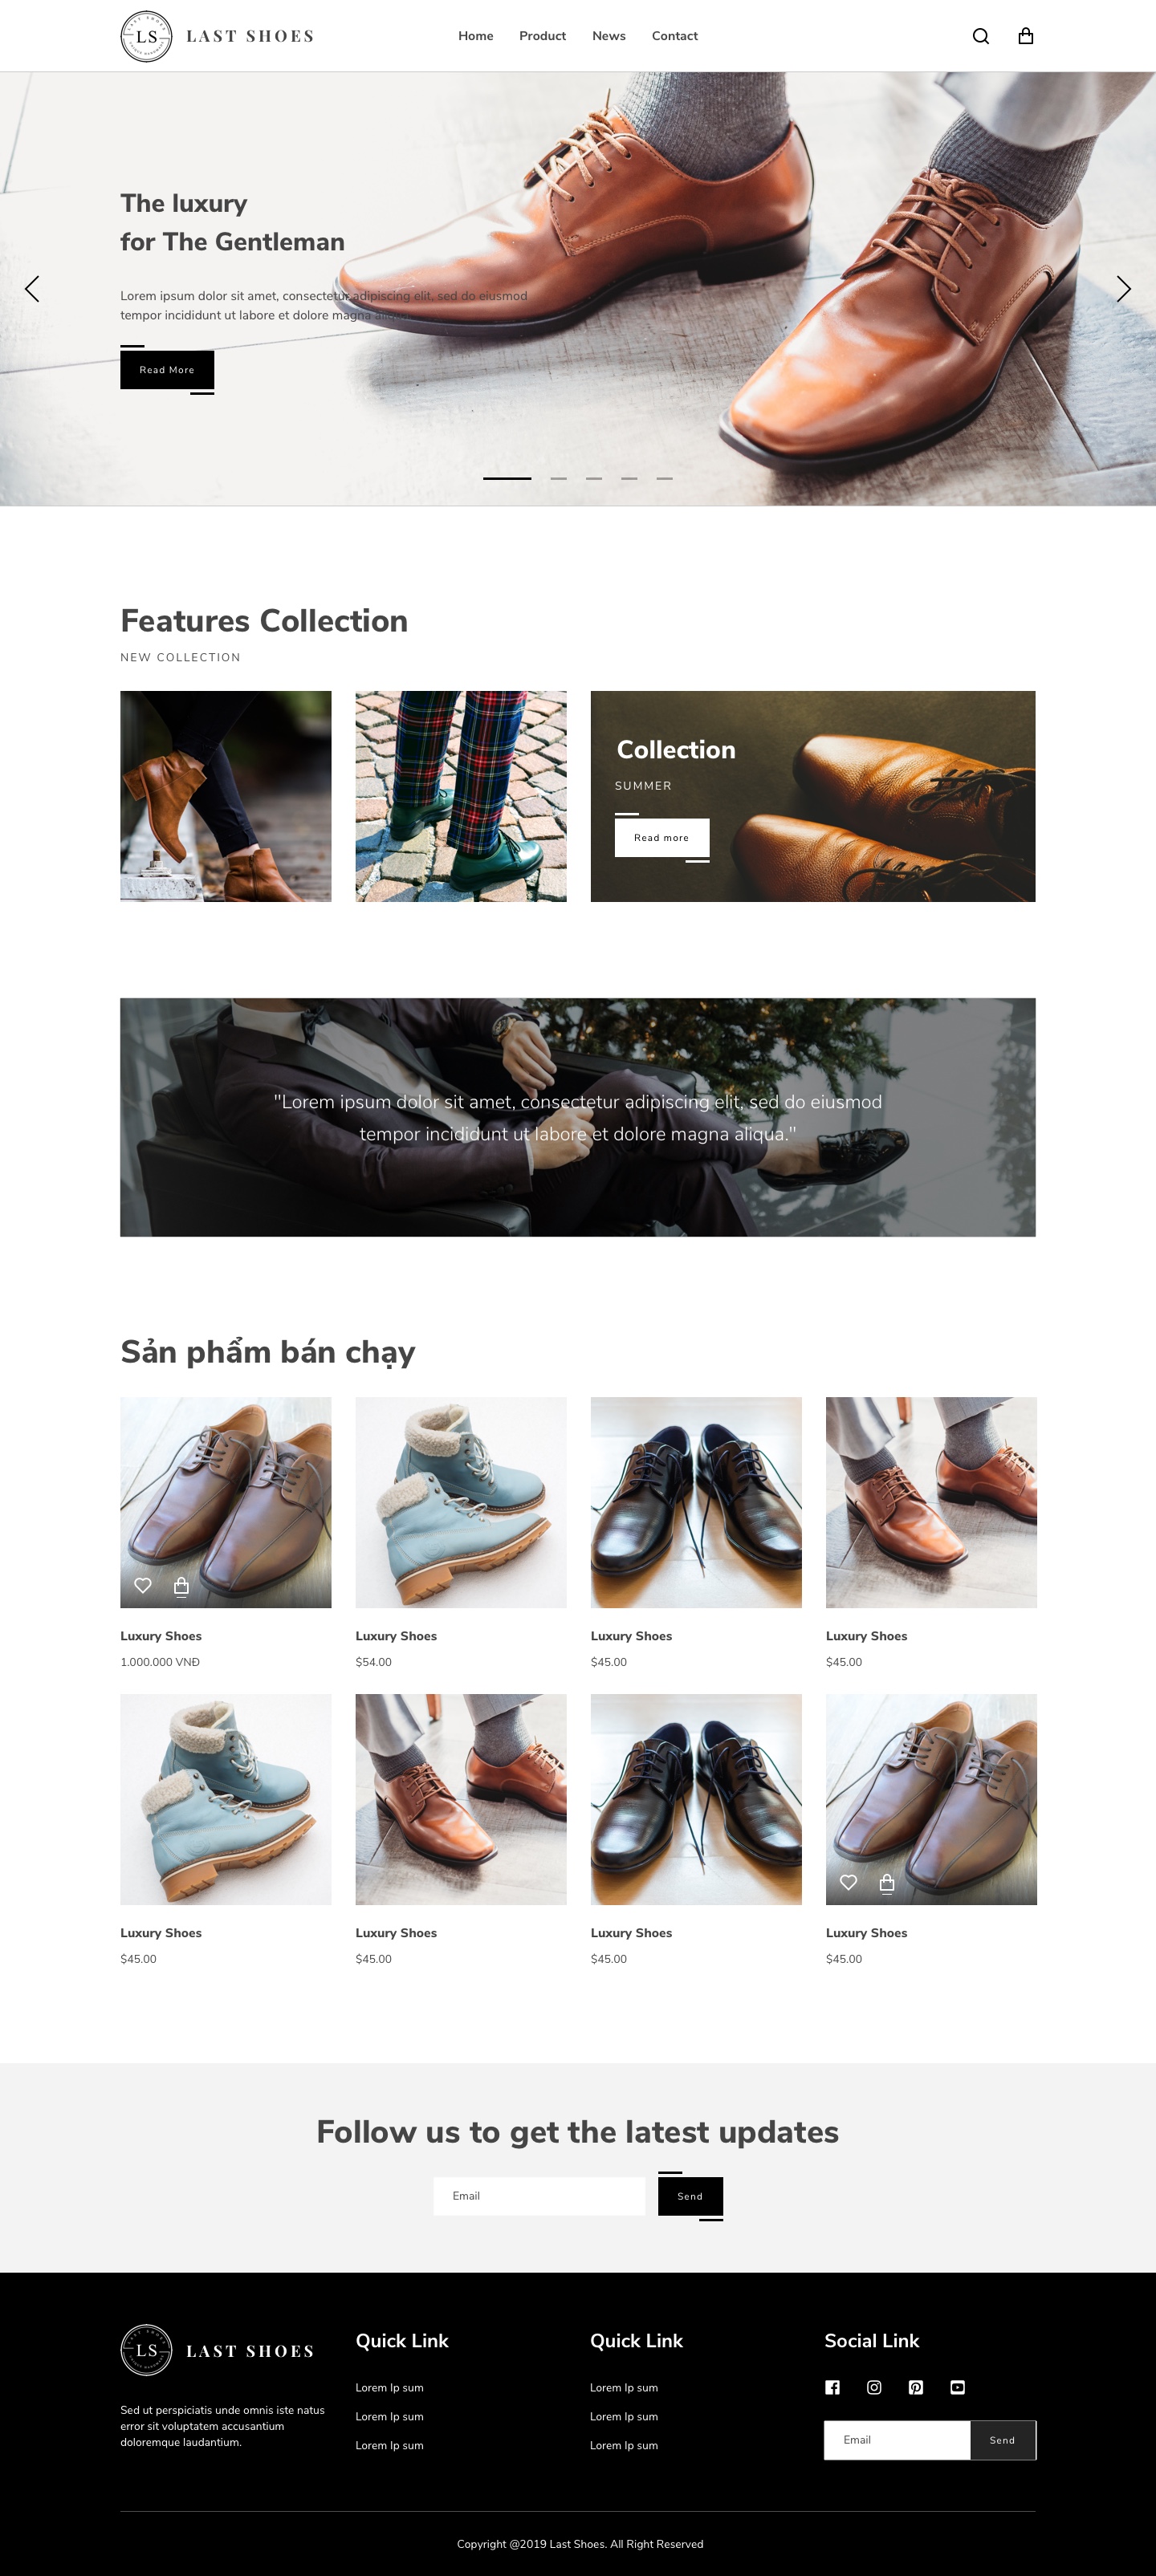 LS
LAST SHOES
Home
Product
News
Contact
The luxury
for The Gentleman
Lorem ipsum dolor sit amet, consectetur adipiscing elit, sed do eiusmod
tempor incididunt ut labore et dolore magna aliqua.
Read More
Features Collection
NEW COLLECTION
Collection
SUMMER
Read more
"Lorem ipsum dolor sit amet, consectetur adipiscing elit, sed do eiusmod
tempor incididunt ut labore et dolore magna aliqua."
Sản phẩm bán chạy
Luxury Shoes
1.000.000 VNĐ
Luxury Shoes
$54.00
Luxury Shoes
$45.00
Luxury Shoes
$45.00
Luxury Shoes
$45.00
Luxury Shoes
$45.00
Luxury Shoes
$45.00
Luxury Shoes
$45.00
Follow us to get the latest updates
Email
Send
LS
LAST SHOES
Sed ut perspiciatis unde omnis iste natus
error sit voluptatem accusantium
doloremque laudantium.
Quick Link
Lorem Ip sum
Lorem Ip sum
Lorem Ip sum
Quick Link
Lorem Ip sum
Lorem Ip sum
Lorem Ip sum
Social Link
Email
Send
Copyright @2019 Last Shoes. All Right Reserved